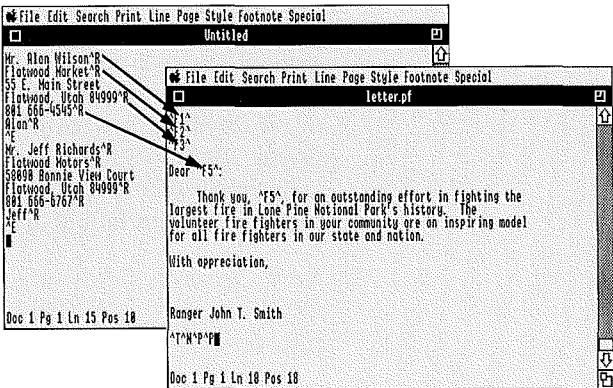 File Edit Search Print Line Page Style Footnote Special
Untitled
Mr. Alan Wilson^R
Flatwood Market^R
55 E. Main Street
Flatwood, Utah 84999^R
801 666-4545^R
Alan^R
^E
Mr. Jeff Richards^R
Flatwood Motors^R
58090 Bonnie View Court
Flatwood, Utah 84999^R
801 666-6767^R
Jeff^R
^E
Doc 1 Pg 1 Ln 15 Pos 10
File Edit Search Print Line Page Style Footnote Special
letter.pf
^F1^
^F2^
^F3^
Dear ^F5^:
Thank you, ^F5^, for an outstanding effort in fighting the
largest fire in Lone Pine National Park's history. The
volunteer fire fighters in your community are an inspiring model
for all fire fighters in our state and nation.
With appreciation,
Ranger John T. Smith
^T^N^P^P
Doc 1 Pg 1 Ln 18 Pos 18